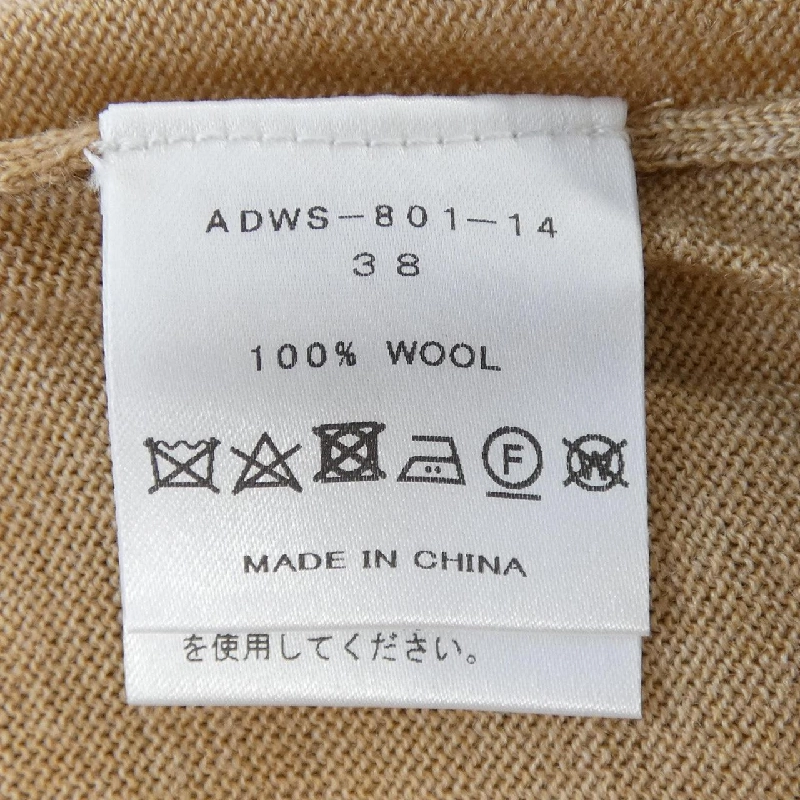 ADWS-801-14
38
100% WOOL
F W
MADE IN CHINA
を使用してください。